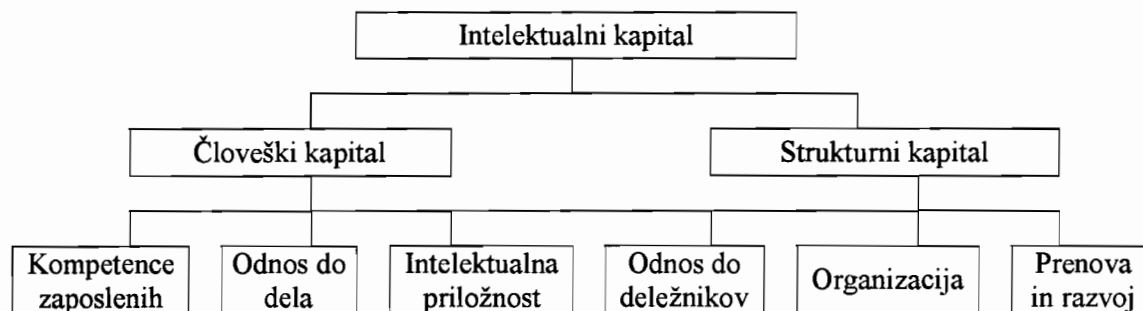 Intelektualni kapital
Človeški kapital
Strukturni kapital
Kompetence
zaposlenih
Odnos do
dela
Intelektualna
priložnost
Odnos do
deležnikov
Organizacija
Prenova
in razvoj